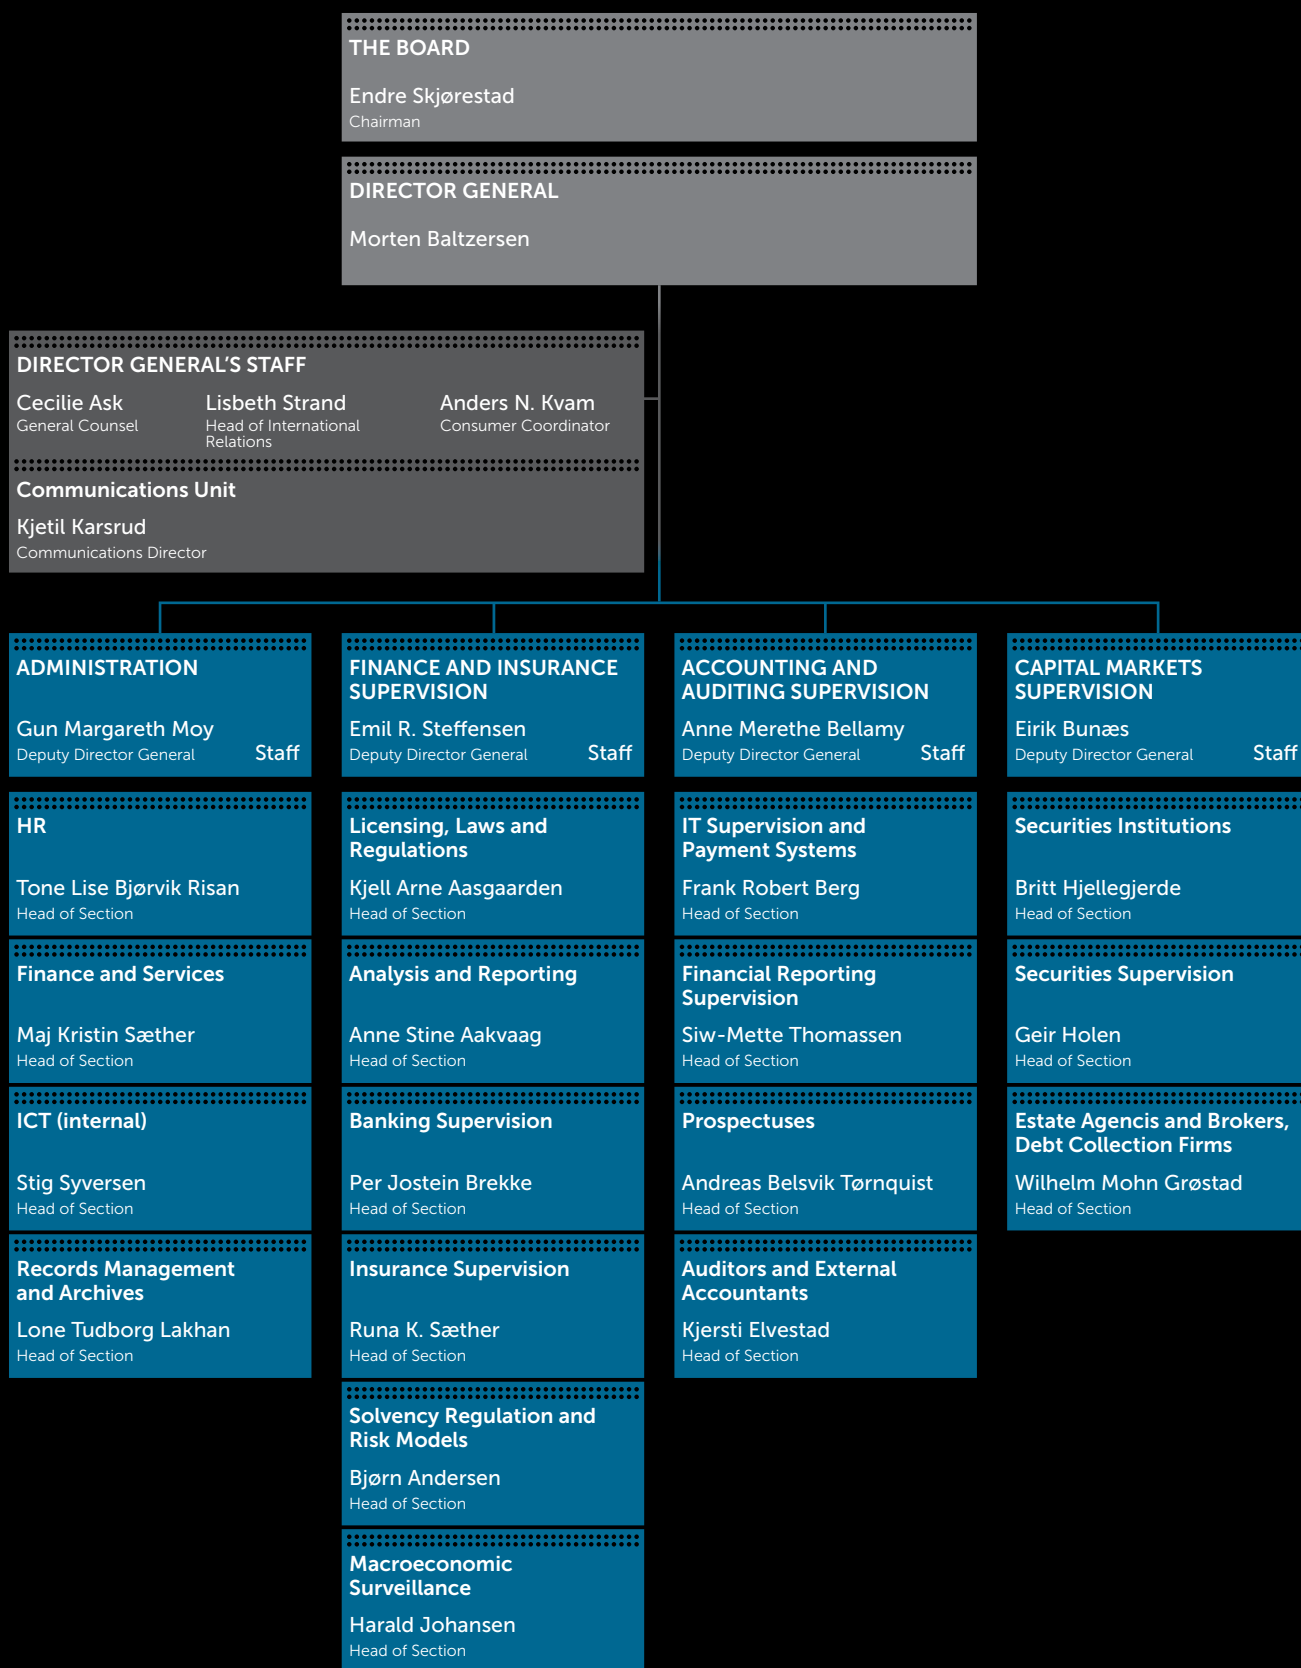 THE BOARD
Endre Skjørestad
Chairman
DIRECTOR GENERAL
Morten Baltzersen
DIRECTOR GENERAL'S STAFF
Cecilie Ask
General Counsel
Lisbeth Strand
Head of International
Relations
Anders N. Kvam
Consumer Coordinator
Communications Unit
Kjetil Karsrud
Communications Director
ADMINISTRATION
Gun Margareth Moy
Deputy Director General
Staff
HR
Tone Lise Bjørvik Risan
Head of Section
Finance and Services
Maj Kristin Sæther
Head of Section
ICT (internal)
Stig Syversen
Head of Section
Records Management
and Archives
Lone Tudborg Lakhan
Head of Section
FINANCE AND INSURANCE
SUPERVISION
Emil R. Steffensen
Deputy Director General
Staff
Licensing, Laws and
Regulations
Kjell Arne Aasgaarden
Head of Section
Analysis and Reporting
Anne Stine Aakvaag
Head of Section
Banking Supervision
Per Jostein Brekke
Head of Section
Insurance Supervision
Runa K. Sæther
Head of Section
Solvency Regulation and
Risk Models
Bjørn Andersen
Head of Section
Macroeconomic
Surveillance
Harald Johansen
Head of Section
ACCOUNTING AND
AUDITING SUPERVISION
Anne Merethe Bellamy
Deputy Director General
Staff
IT Supervision and
Payment Systems
Frank Robert Berg
Head of Section
Financial Reporting
Supervision
Siw-Mette Thomassen
Head of Section
Prospectuses
Andreas Belsvik Tørnquist
Head of Section
Auditors and External
Accountants
Kjersti Elvestad
Head of Section
CAPITAL MARKETS
SUPERVISION
Eirik Bunæs
Deputy Director General
Staff
Securities Institutions
Britt Hjellegjerde
Head of Section
Securities Supervision
Geir Holen
Head of Section
Estate Agencis and Brokers,
Debt Collection Firms
Wilhelm Mohn Grøstad
Head of Section